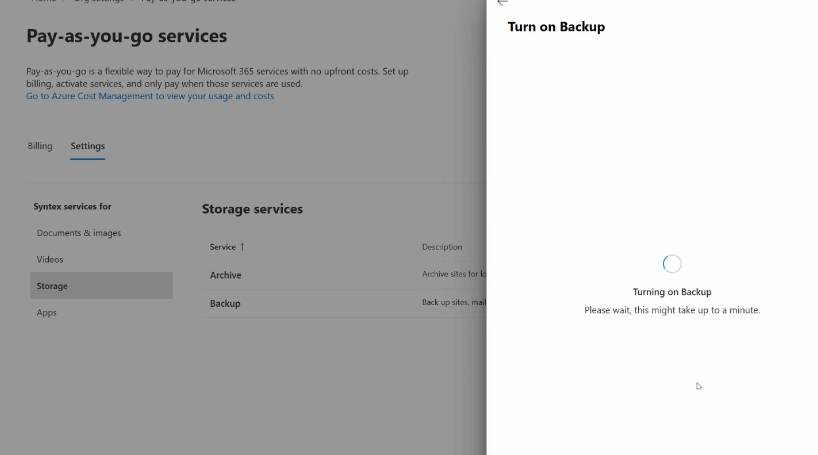 Home > Org settings > Pay-as-you-go services
Pay-as-you-go services
Pay-as-you-go is a flexible way to pay for Microsoft 365 services with no upfront costs. Set up
billing, activate services, and only pay when those services are used.
Go to Azure Cost Management to view your usage and costs
Billing Settings
Syntex services for
Documents & images
Videos
Storage
Apps
Storage services
Service ↑ Description
Archive Archive sites for lo
Backup Back up sites, mail
Turn on Backup
Turning on Backup
Please wait, this might take up to a minute.